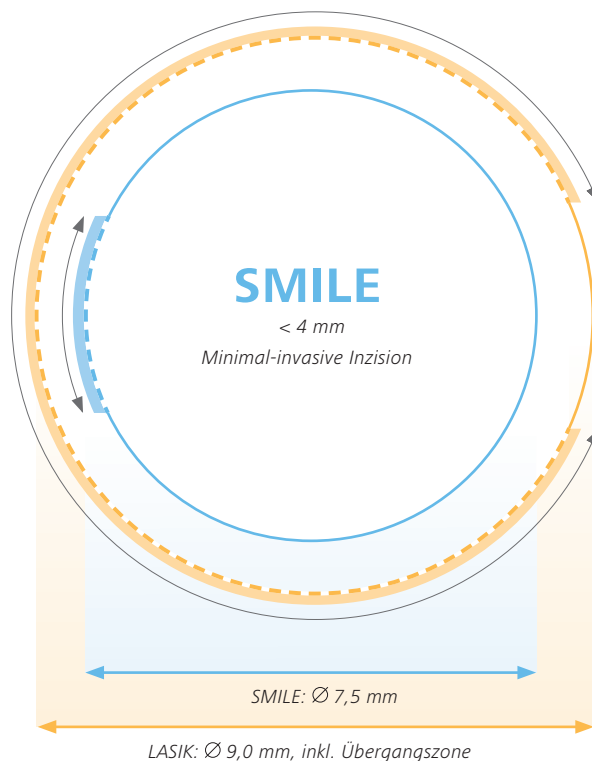 SMILE
< 4 mm
Minimal-invasive Inzision
SMILE: Ø 7,5 mm
LASIK: Ø 9,0 mm, inkl. Übergangszone